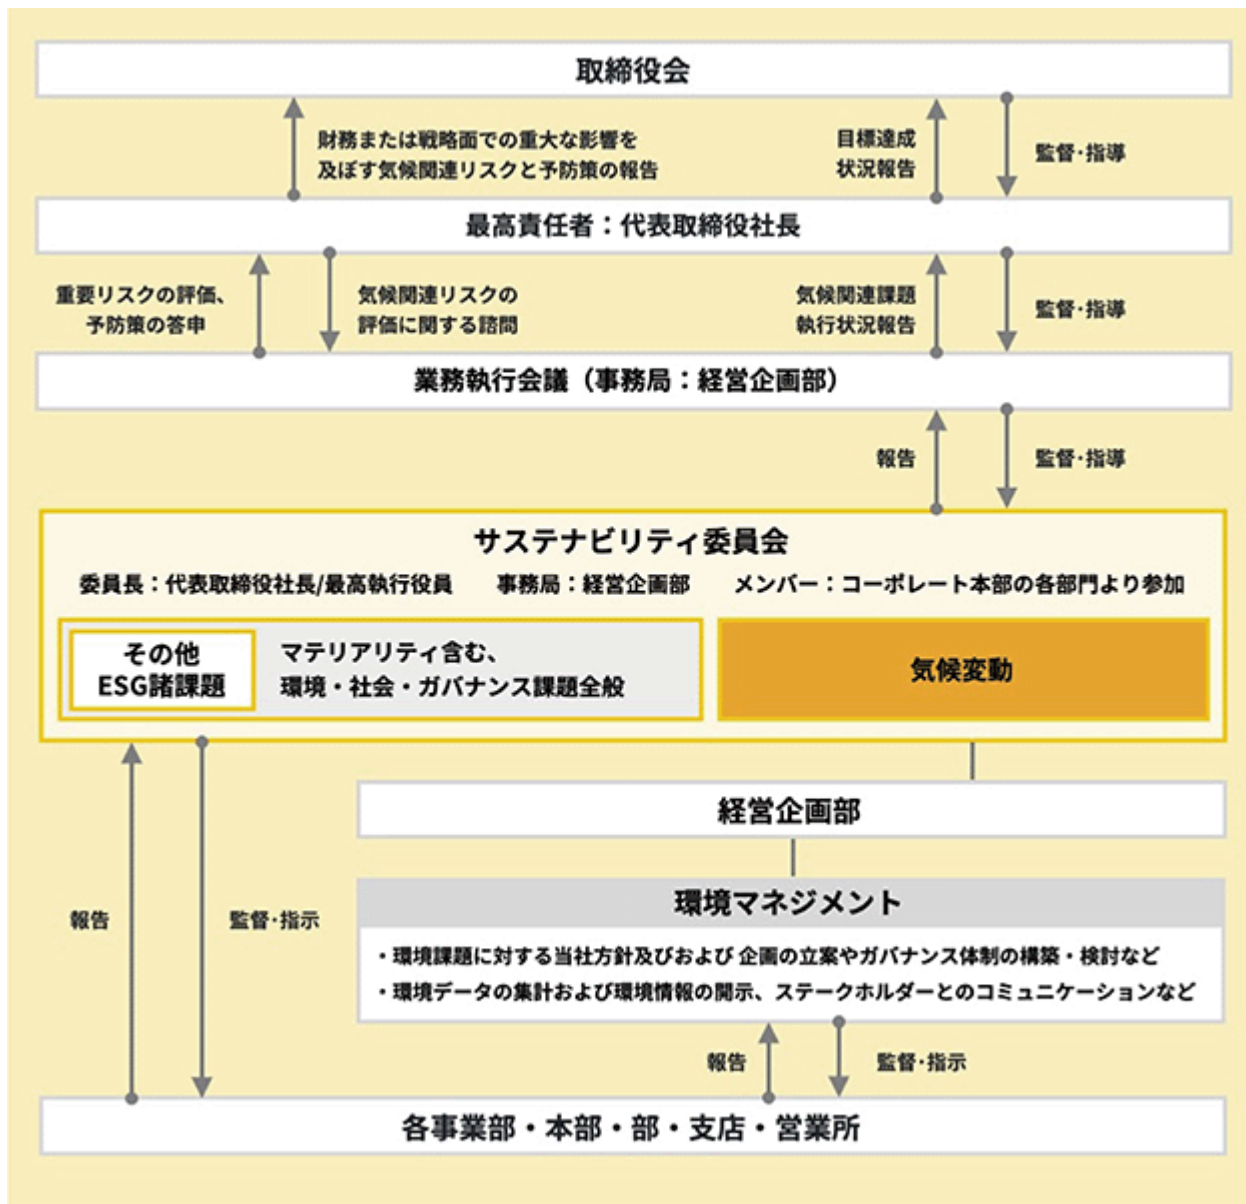 取締役会
財務または戦略面での重大な影響を
及ぼす気候関連リスクと予防策の報告
目標達成
状況報告
監督・指導
最高責任者：代表取締役社長
重要リスクの評価、
予防策の答申
気候関連リスクの
評価に関する諮問
気候関連課題
執行状況報告
監督・指導
業務執行会議（事務局：経営企画部）
報告
監督・指導
サステナビリティ委員会
委員長：代表取締役社長/最高執行役員　事務局：経営企画部　メンバー：コーポレート本部の各部門より参加
その他
ESG諸課題
マテリアリティ含む、
環境・社会・ガバナンス課題全般
気候変動
経営企画部
環境マネジメント
・環境課題に対する当社方針及びおよび 企画の立案やガバナンス体制の構築・検討など
・環境データの集計および環境情報の開示、ステークホルダーとのコミュニケーションなど
報告
監督・指示
報告
監督・指示
各事業部・本部・部・支店・営業所